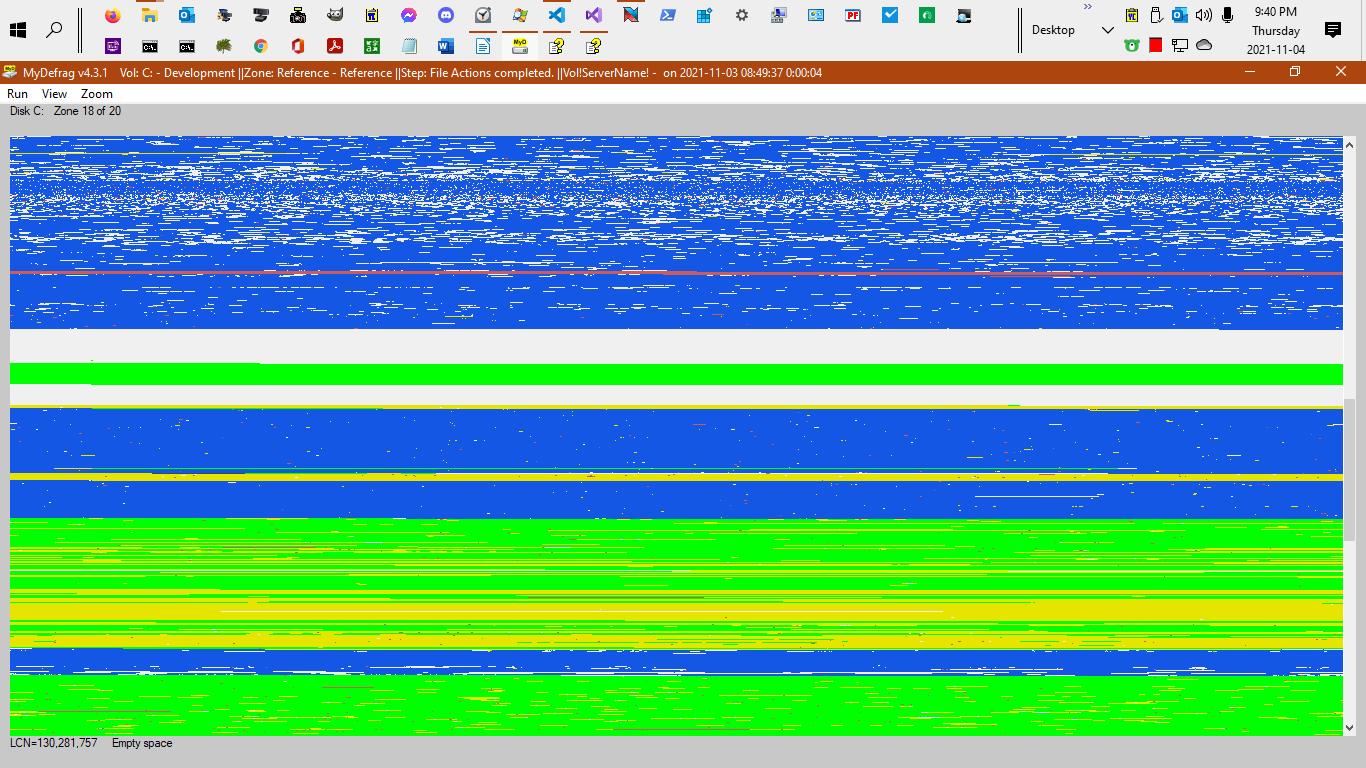 9:40 PM
Desktop
Thursday
2021-11-04
MyDefrag v4.3.1 Vol: C: - Development ||Zone: Reference - Reference ||Step: File Actions completed. ||Vol!ServerName! - on 2021-11-03 08:49:37 0:00:04
Run View Zoom
Disk C: Zone 18 of 20
LCN=130,281,757 Empty space